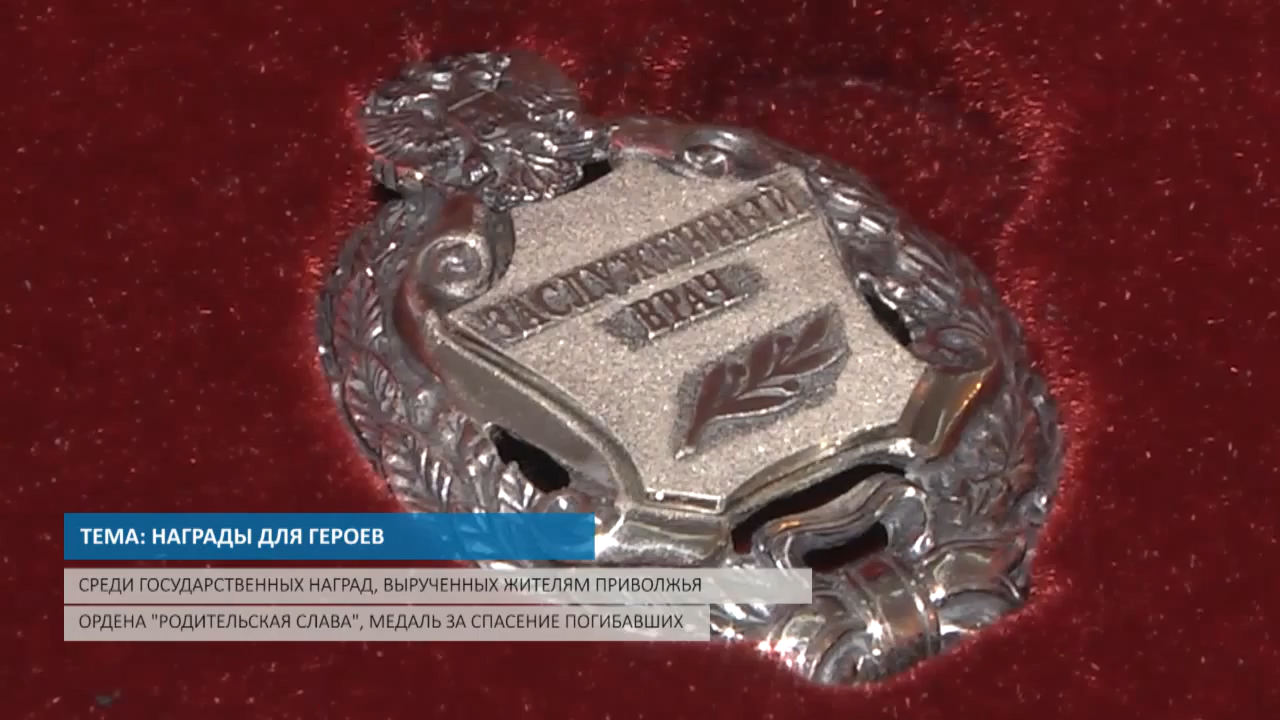 ЗАСЛУЖЕННЫЙ
ВРАЧ
ТЕМА: НАГРАДЫ ДЛЯ ГЕРОЕВ
СРЕДИ ГОСУДАРСТВЕННЫХ НАГРАД, ВЫРУЧЕННЫХ ЖИТЕЛЯМ ПРИВОЛЖЬЯ
ОРДЕНА "РОДИТЕЛЬСКАЯ СЛАВА", МЕДАЛЬ ЗА СПАСЕНИЕ ПОГИБАВШИХ